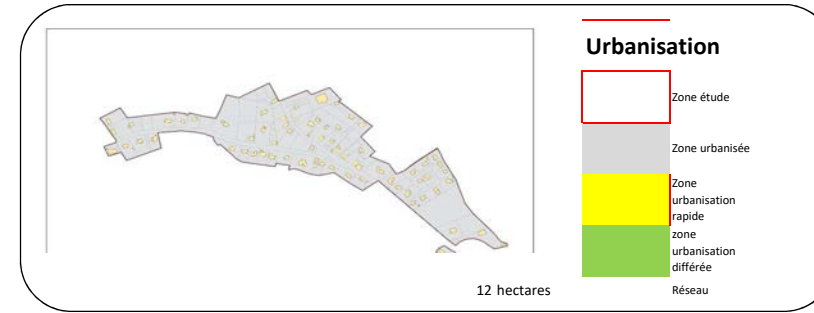 Urbanisation
Zone étude
Zone urbanisée
Zone
urbanisation
rapide
zone
urbanisation
différée
12 hectares
Réseau